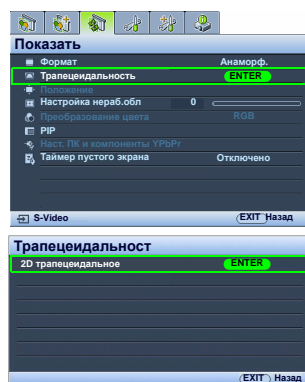 Показать
Формат Анаморф.
Трапецеидальность ENTER
Положение
Настройка нераб.обл 0
Преобразование цвета RGB
PIP
Наст. ПК и компоненты YPbPr
Таймер пустого экрана Отключено
S-Video EXIT Назад
Трапецеидальност
2D трапецеидальное ENTER
EXIT Назад